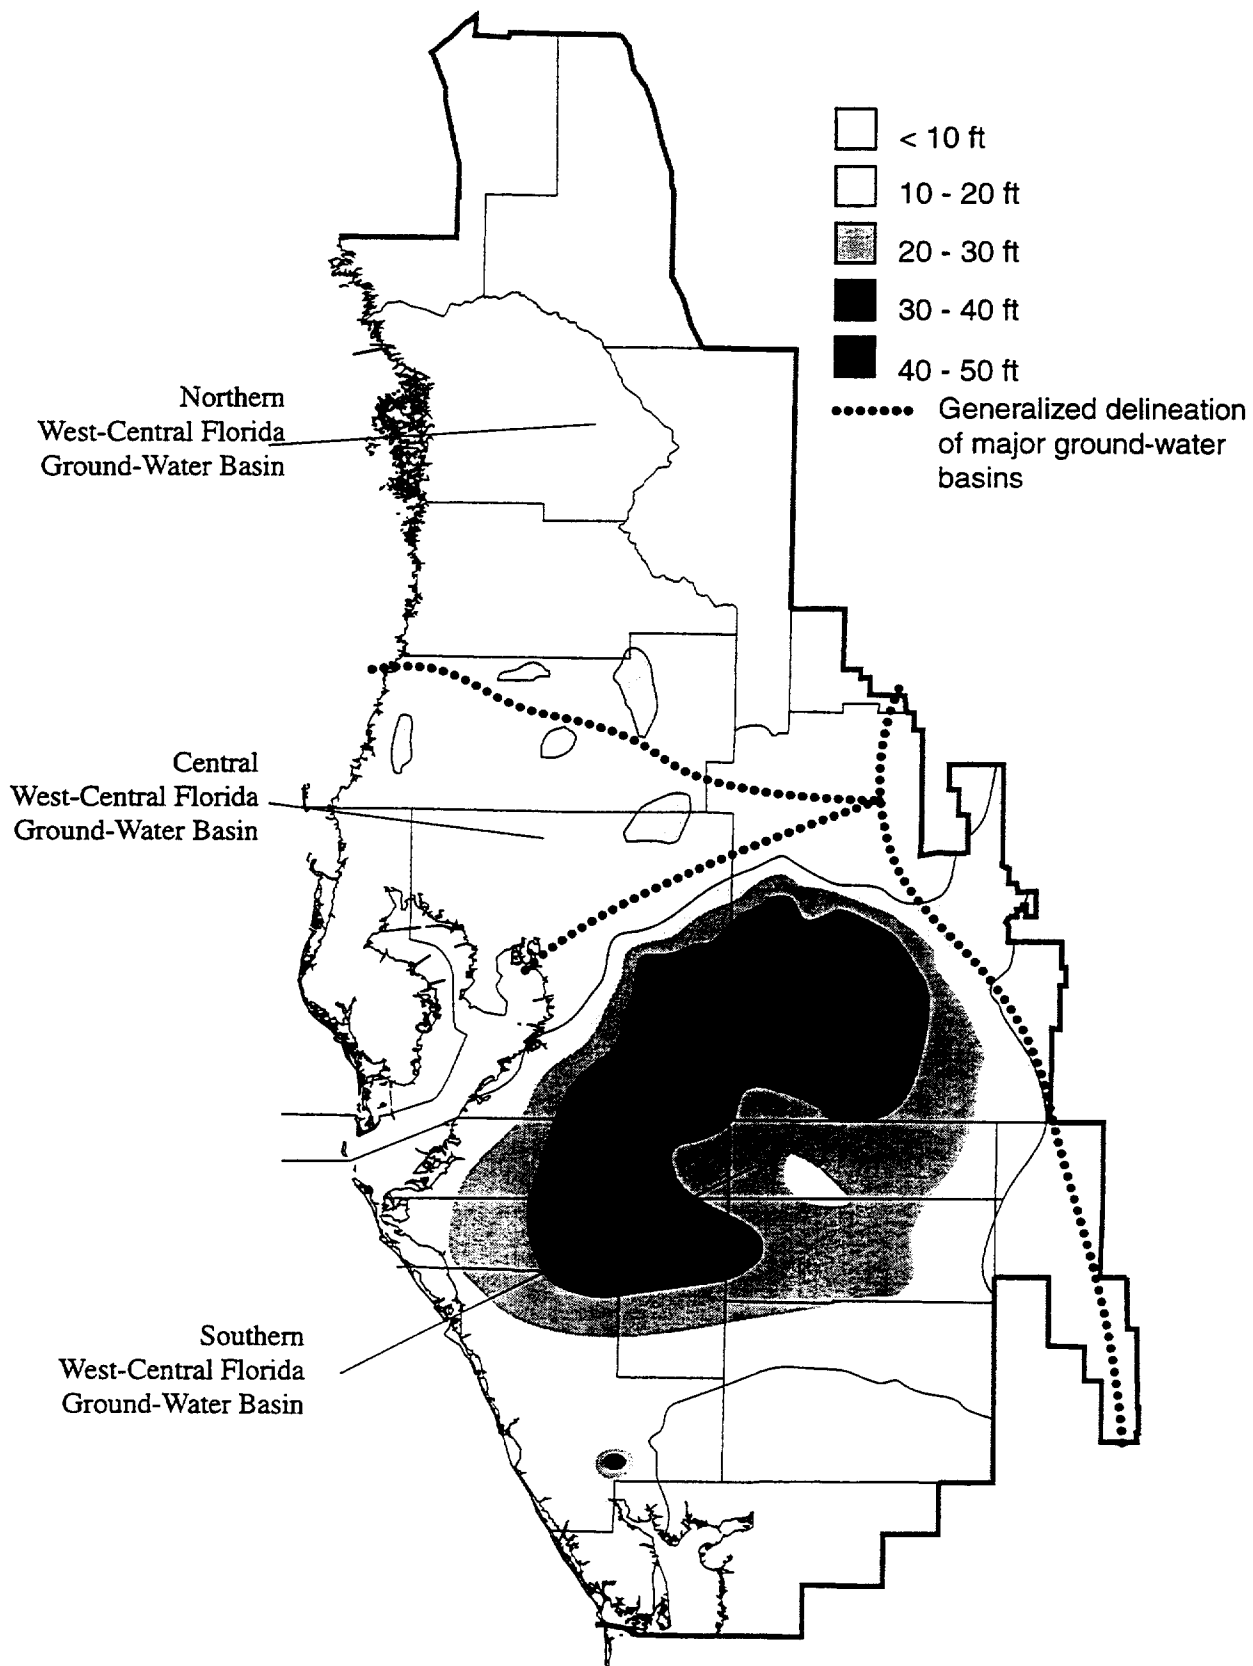 < 10 ft
10 - 20 ft
20 - 30 ft
30 - 40 ft
40 - 50 ft
Generalized delineation
of major ground-water
basins
Northern
West-Central Florida
Ground-Water Basin
Central
West-Central Florida
Ground-Water Basin
Southern
West-Central Florida
Ground-Water Basin